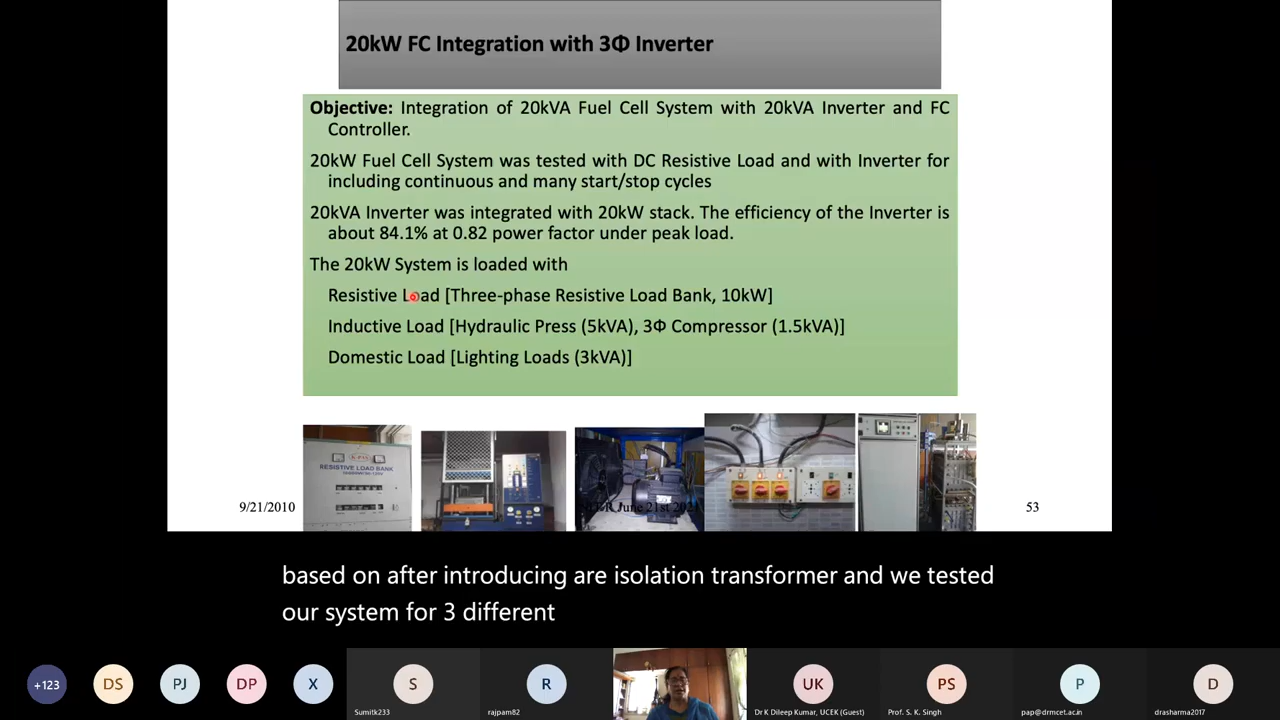 20kW FC Integration with 3Φ Inverter
Objective: Integration of 20kVA Fuel Cell System with 20kVA Inverter and FC
Controller.
20kW Fuel Cell System was tested with DC Resistive Load and with Inverter for
including continuous and many start/stop cycles
20kVA Inverter was integrated with 20kW stack. The efficiency of the Inverter is
about 84.1% at 0.82 power factor under peak load.
The 20kW System is loaded with
Resistive Load [Three-phase Resistive Load Bank, 10kW]
Inductive Load [Hydraulic Press (5kVA), 3Φ Compressor (1.5kVA)]
Domestic Load [Lighting Loads (3kVA)]
RESISTIVE LOAD BANK
9/21/2010
June 21st 2021
53
based on after introducing are isolation transformer and we tested
our system for 3 different
+123
DS
PJ
DP
X
S
R
UK
PS
P
D
Sumitk233
rajpam82
Dr K Dileep Kumar, UCEK (Guest)
Prof. S. K. Singh
pap@drmcet.ac.in
drasharma2017